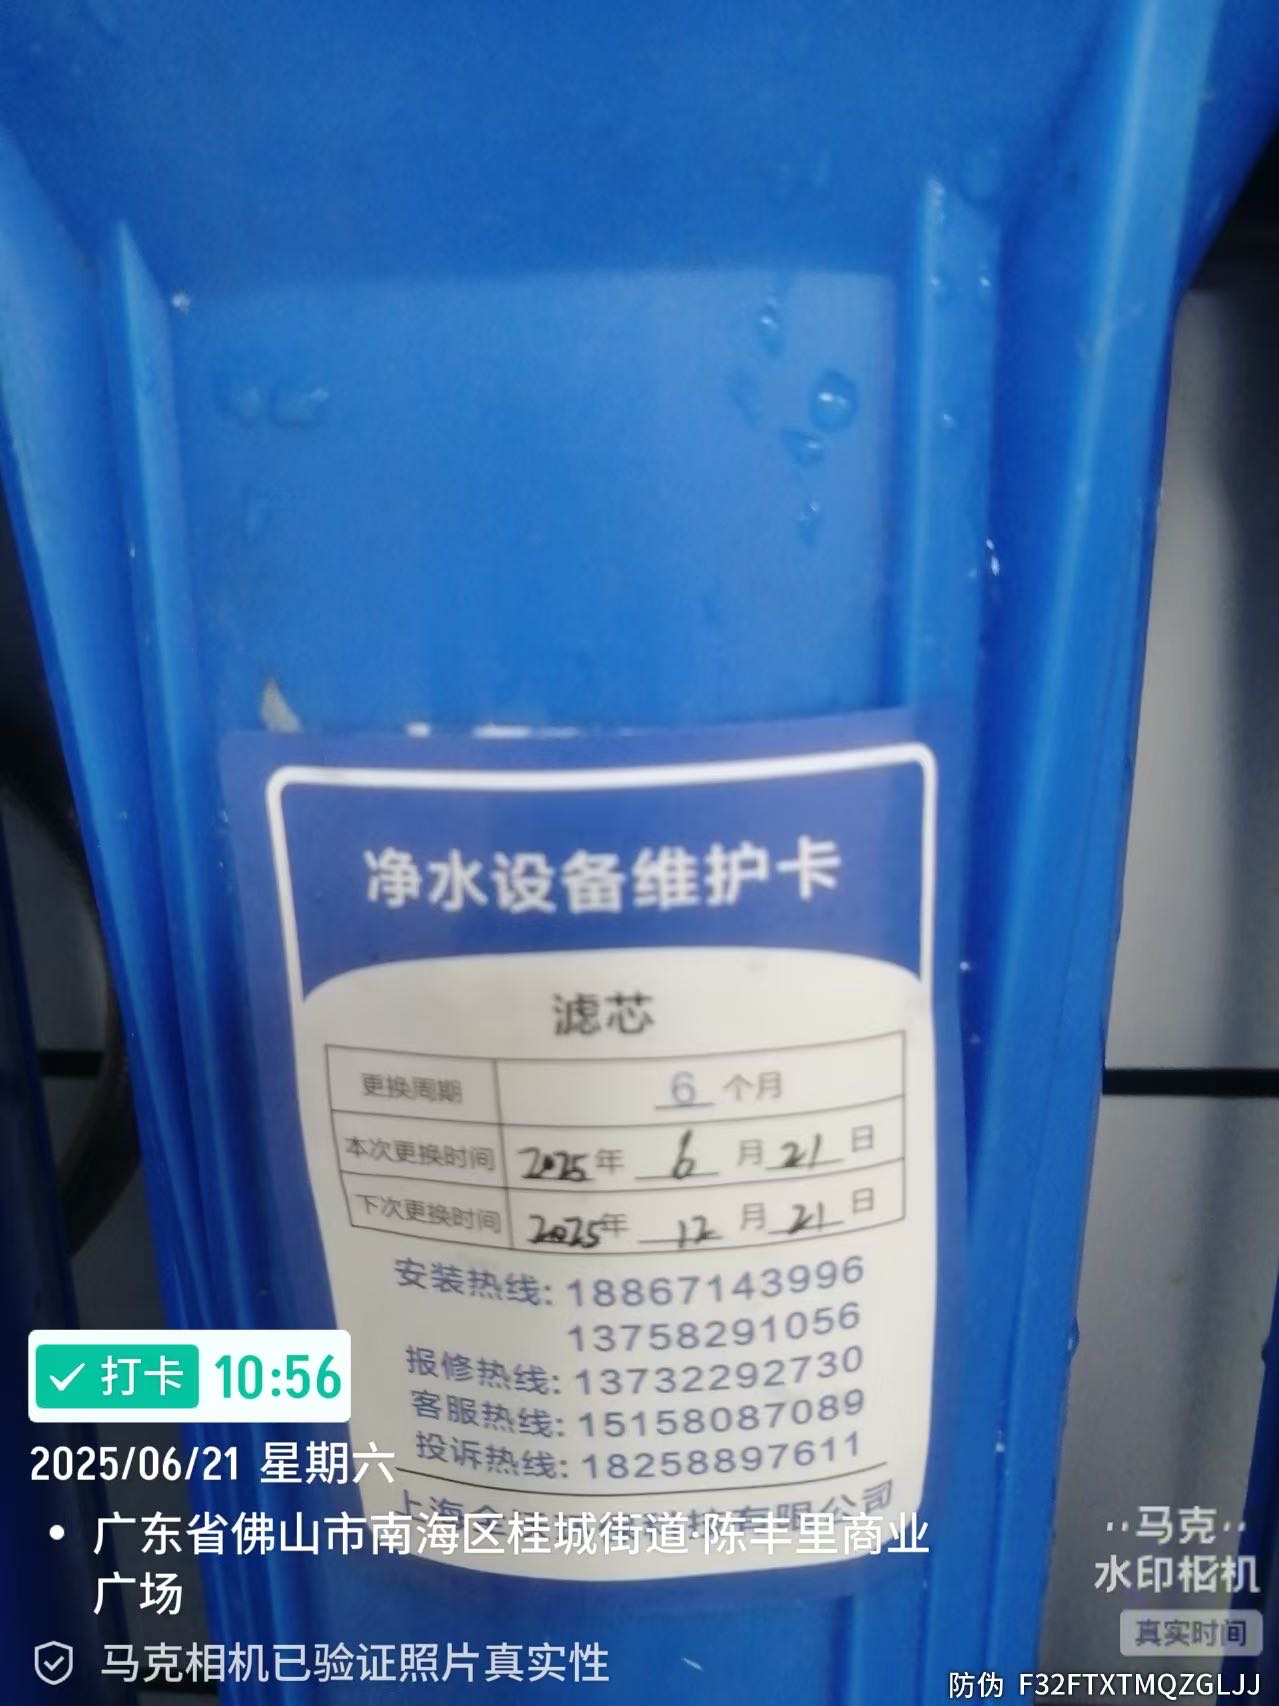 净水设备维护卡
滤芯
更换周期 6 个月
本次更换时间 2025年 6 月 21 日
下次更换时间 2025年 12 月 21 日
安装热线: 18867143996
13758291056
报修热线: 13732292730
客服热线: 15158087089
投诉热线: 18258897611
上海 有限公司
打卡 10:56
2025/06/21 星期六
广东省佛山市南海区桂城街道·陈丰里商业
广场
马克相机已验证照片真实性
马克
水印相机
真实时间
防伪 F32FTXTMQZGLJJ